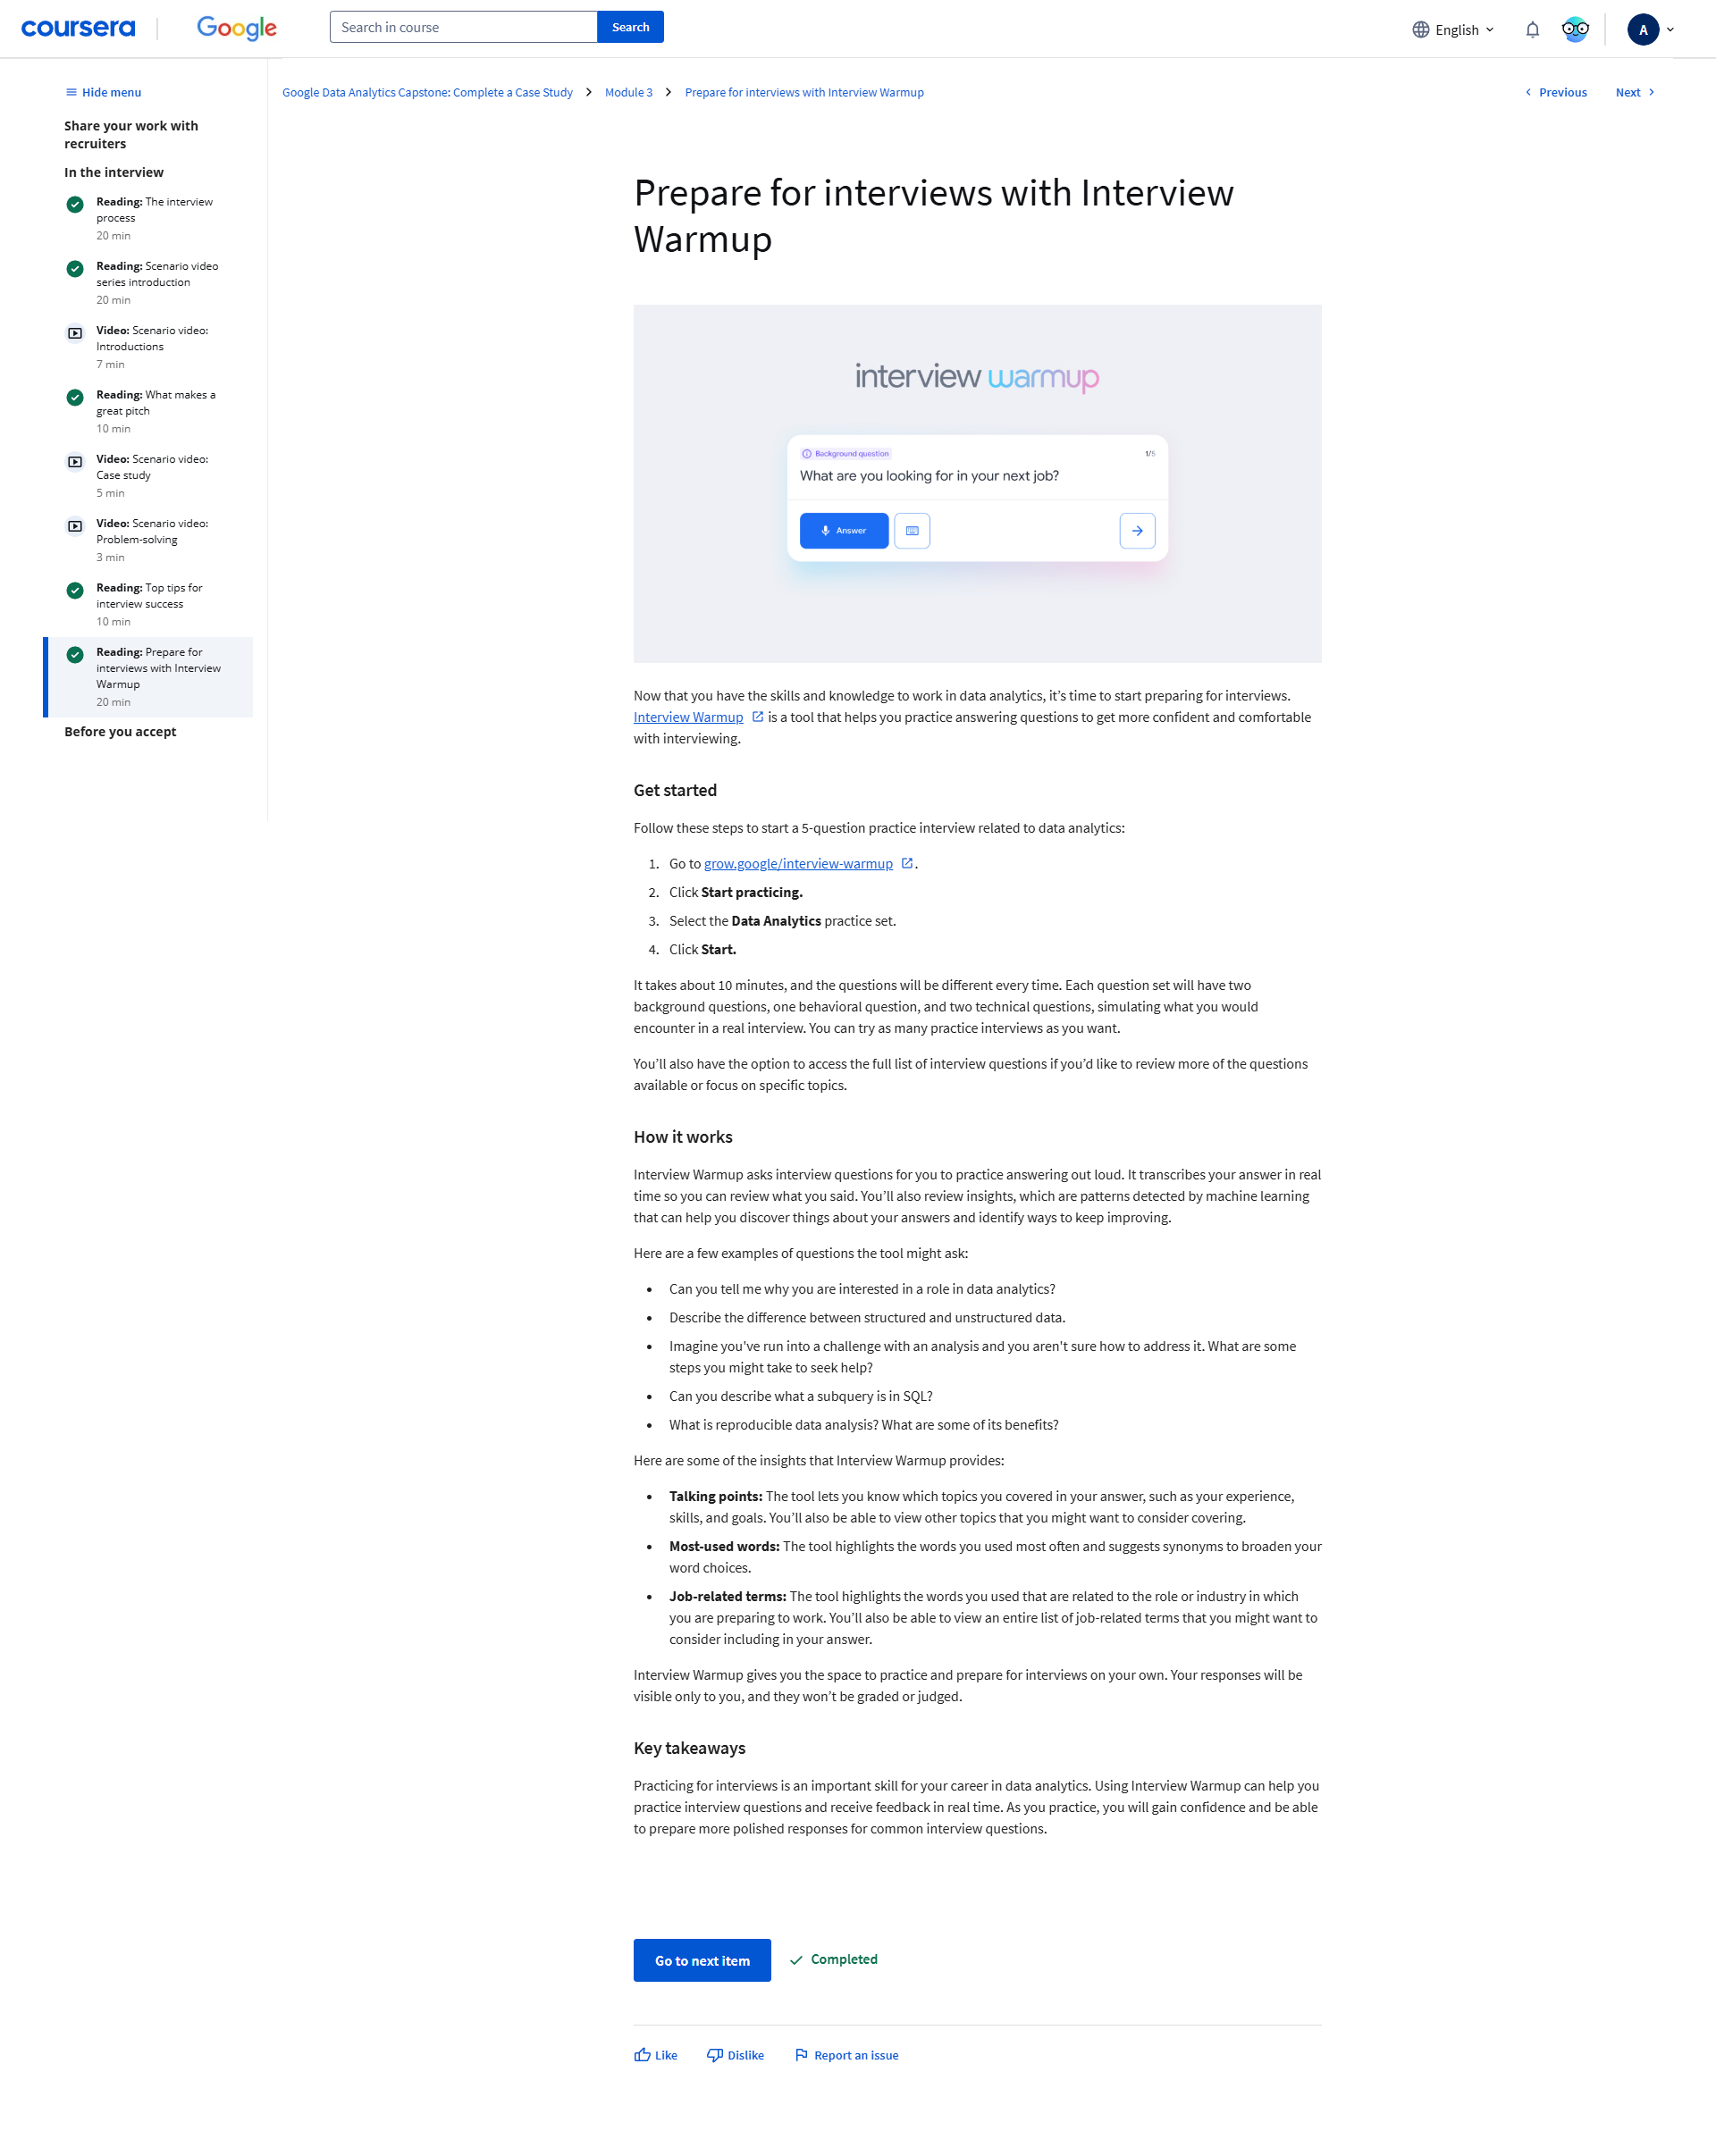 coursera
Google
Search in course
Search
English
A
Hide menu
Google Data Analytics Capstone: Complete a Case Study
Module 3
Prepare for interviews with Interview Warmup
Previous
Next
Share your work with
recruiters
In the interview
Reading: The interview
process
20 min
Reading: Scenario video
series introduction
20 min
Video: Scenario video:
Introductions
7 min
Reading: What makes a
great pitch
10 min
Video: Scenario video:
Case study
5 min
Video: Scenario video:
Problem-solving
3 min
Reading: Top tips for
interview success
10 min
Reading: Prepare for
interviews with Interview
Warmup
20 min
Before you accept
Prepare for interviews with Interview
Warmup
interview warmup
Background question
1/5
What are you looking for in your next job?
Answer
Now that you have the skills and knowledge to work in data analytics, it’s time to start preparing for interviews.
Interview Warmup is a tool that helps you practice answering questions to get more confident and comfortable
with interviewing.
Get started
Follow these steps to start a 5-question practice interview related to data analytics:
1. Go to grow.google/interview-warmup .
2. Click Start practicing.
3. Select the Data Analytics practice set.
4. Click Start.
It takes about 10 minutes, and the questions will be different every time. Each question set will have two
background questions, one behavioral question, and two technical questions, simulating what you would
encounter in a real interview. You can try as many practice interviews as you want.
You’ll also have the option to access the full list of interview questions if you’d like to review more of the questions
available or focus on specific topics.
How it works
Interview Warmup asks interview questions for you to practice answering out loud. It transcribes your answer in real
time so you can review what you said. You’ll also review insights, which are patterns detected by machine learning
that can help you discover things about your answers and identify ways to keep improving.
Here are a few examples of questions the tool might ask:
• Can you tell me why you are interested in a role in data analytics?
• Describe the difference between structured and unstructured data.
• Imagine you've run into a challenge with an analysis and you aren't sure how to address it. What are some
steps you might take to seek help?
• Can you describe what a subquery is in SQL?
• What is reproducible data analysis? What are some of its benefits?
Here are some of the insights that Interview Warmup provides:
• Talking points: The tool lets you know which topics you covered in your answer, such as your experience,
skills, and goals. You’ll also be able to view other topics that you might want to consider covering.
• Most-used words: The tool highlights the words you used most often and suggests synonyms to broaden your
word choices.
• Job-related terms: The tool highlights the words you used that are related to the role or industry in which
you are preparing to work. You’ll also be able to view an entire list of job-related terms that you might want to
consider including in your answer.
Interview Warmup gives you the space to practice and prepare for interviews on your own. Your responses will be
visible only to you, and they won’t be graded or judged.
Key takeaways
Practicing for interviews is an important skill for your career in data analytics. Using Interview Warmup can help you
practice interview questions and receive feedback in real time. As you practice, you will gain confidence and be able
to prepare more polished responses for common interview questions.
Go to next item
Completed
Like
Dislike
Report an issue